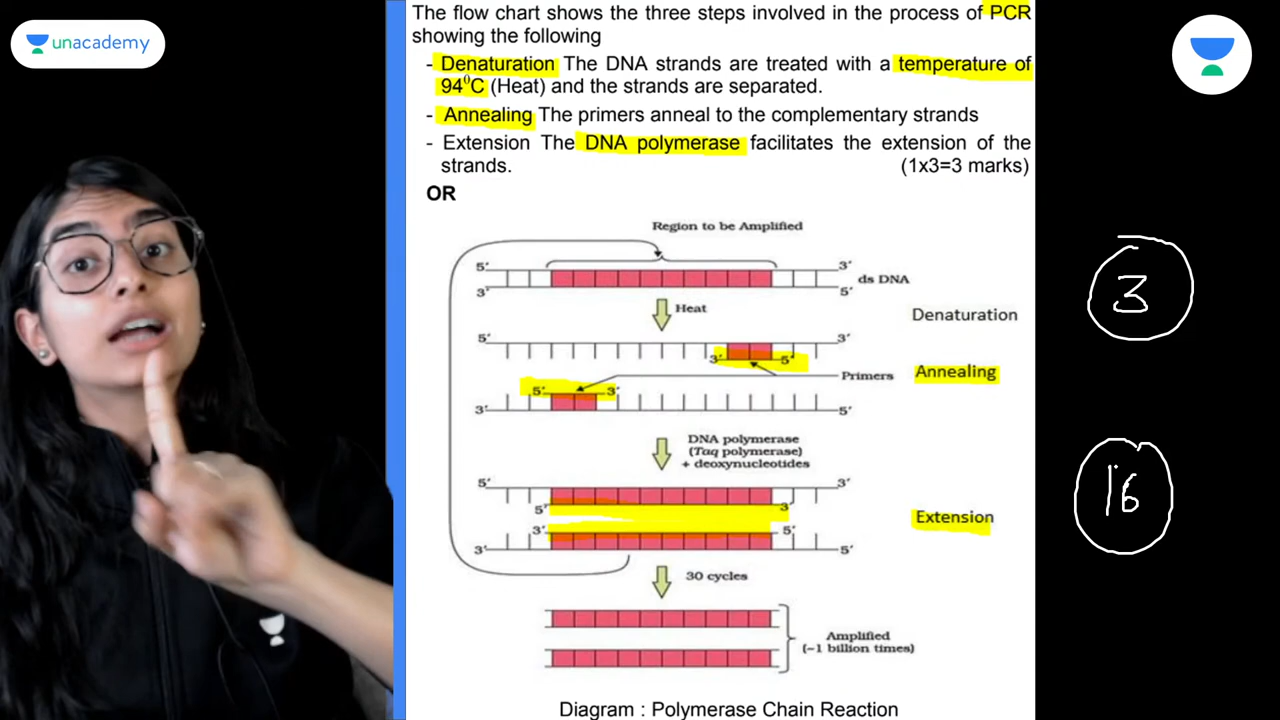 unacademy
The flow chart shows the three steps involved in the process of PCR
showing the following
- Denaturation The DNA strands are treated with a temperature of
94⁰C (Heat) and the strands are separated.
- Annealing The primers anneal to the complementary strands
- Extension The DNA polymerase facilitates the extension of the
strands. (1x3=3 marks)
OR
Region to be Amplified
5′ 3′
ds DNA
3′ 5′
Heat
Denaturation
5′ 3′
3′ 5′
Primers
Annealing
5′ 3′
3′ 5′
DNA polymerase
(Taq polymerase)
+ deoxynucleotides
5′ 3′
5′ 3′
Extension
3′ 5′
3′ 5′
30 cycles
Amplified
(~1 billion times)
Diagram : Polymerase Chain Reaction
3
16